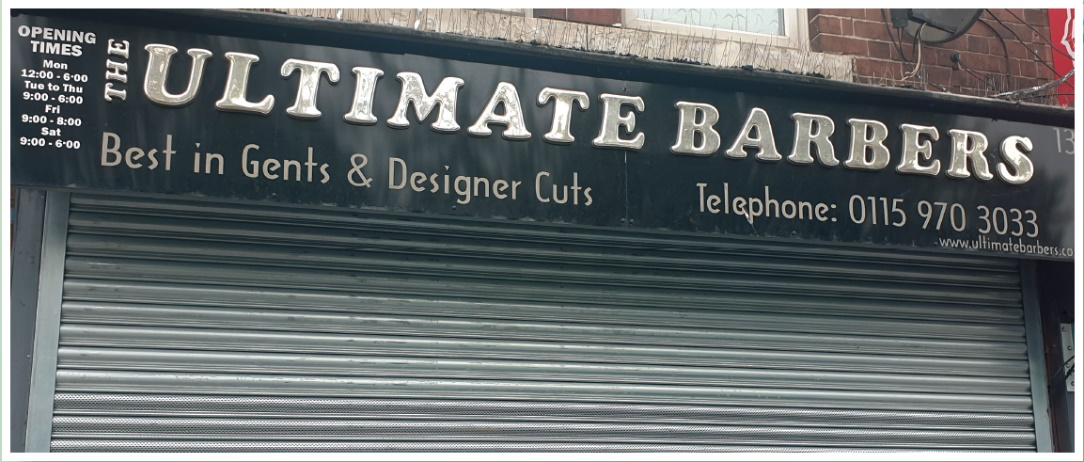 OPENING
TIMES
Mon
12:00 - 6:00
Tue to Thu
9:00 - 6:00
Fri
9:00 - 8:00
Sat
9:00 - 6:00
THE ULTIMATE BARBERS
Best in Gents & Designer Cuts
Telephone: 0115 970 3033
www.ultimatebarbers.co
13